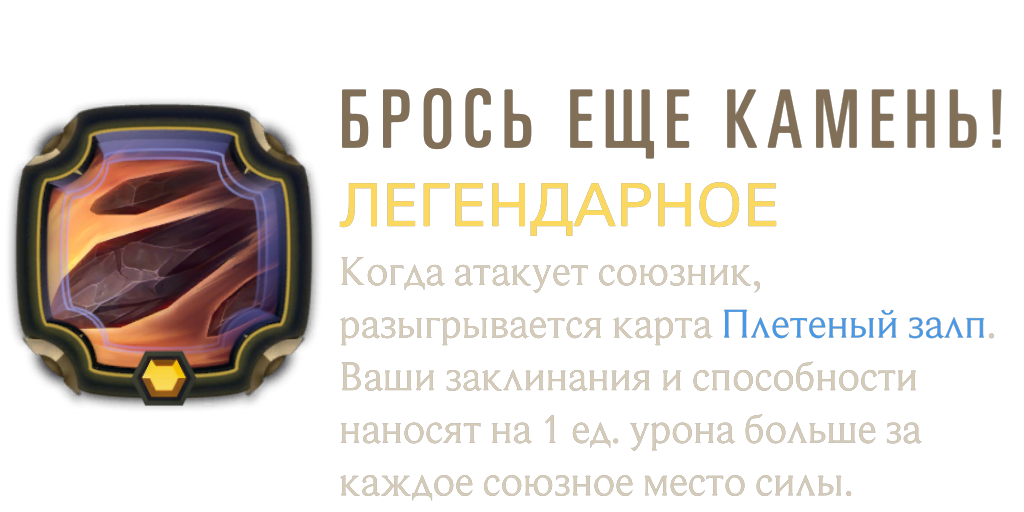 БРОСЬ ЕЩЕ КАМЕНЬ!
ЛЕГЕНДАРНОЕ
Когда атакует союзник,
разыгрывается карта Плетеный залп.
Ваши заклинания и способности
наносят на 1 ед. урона больше за
каждое союзное место силы.